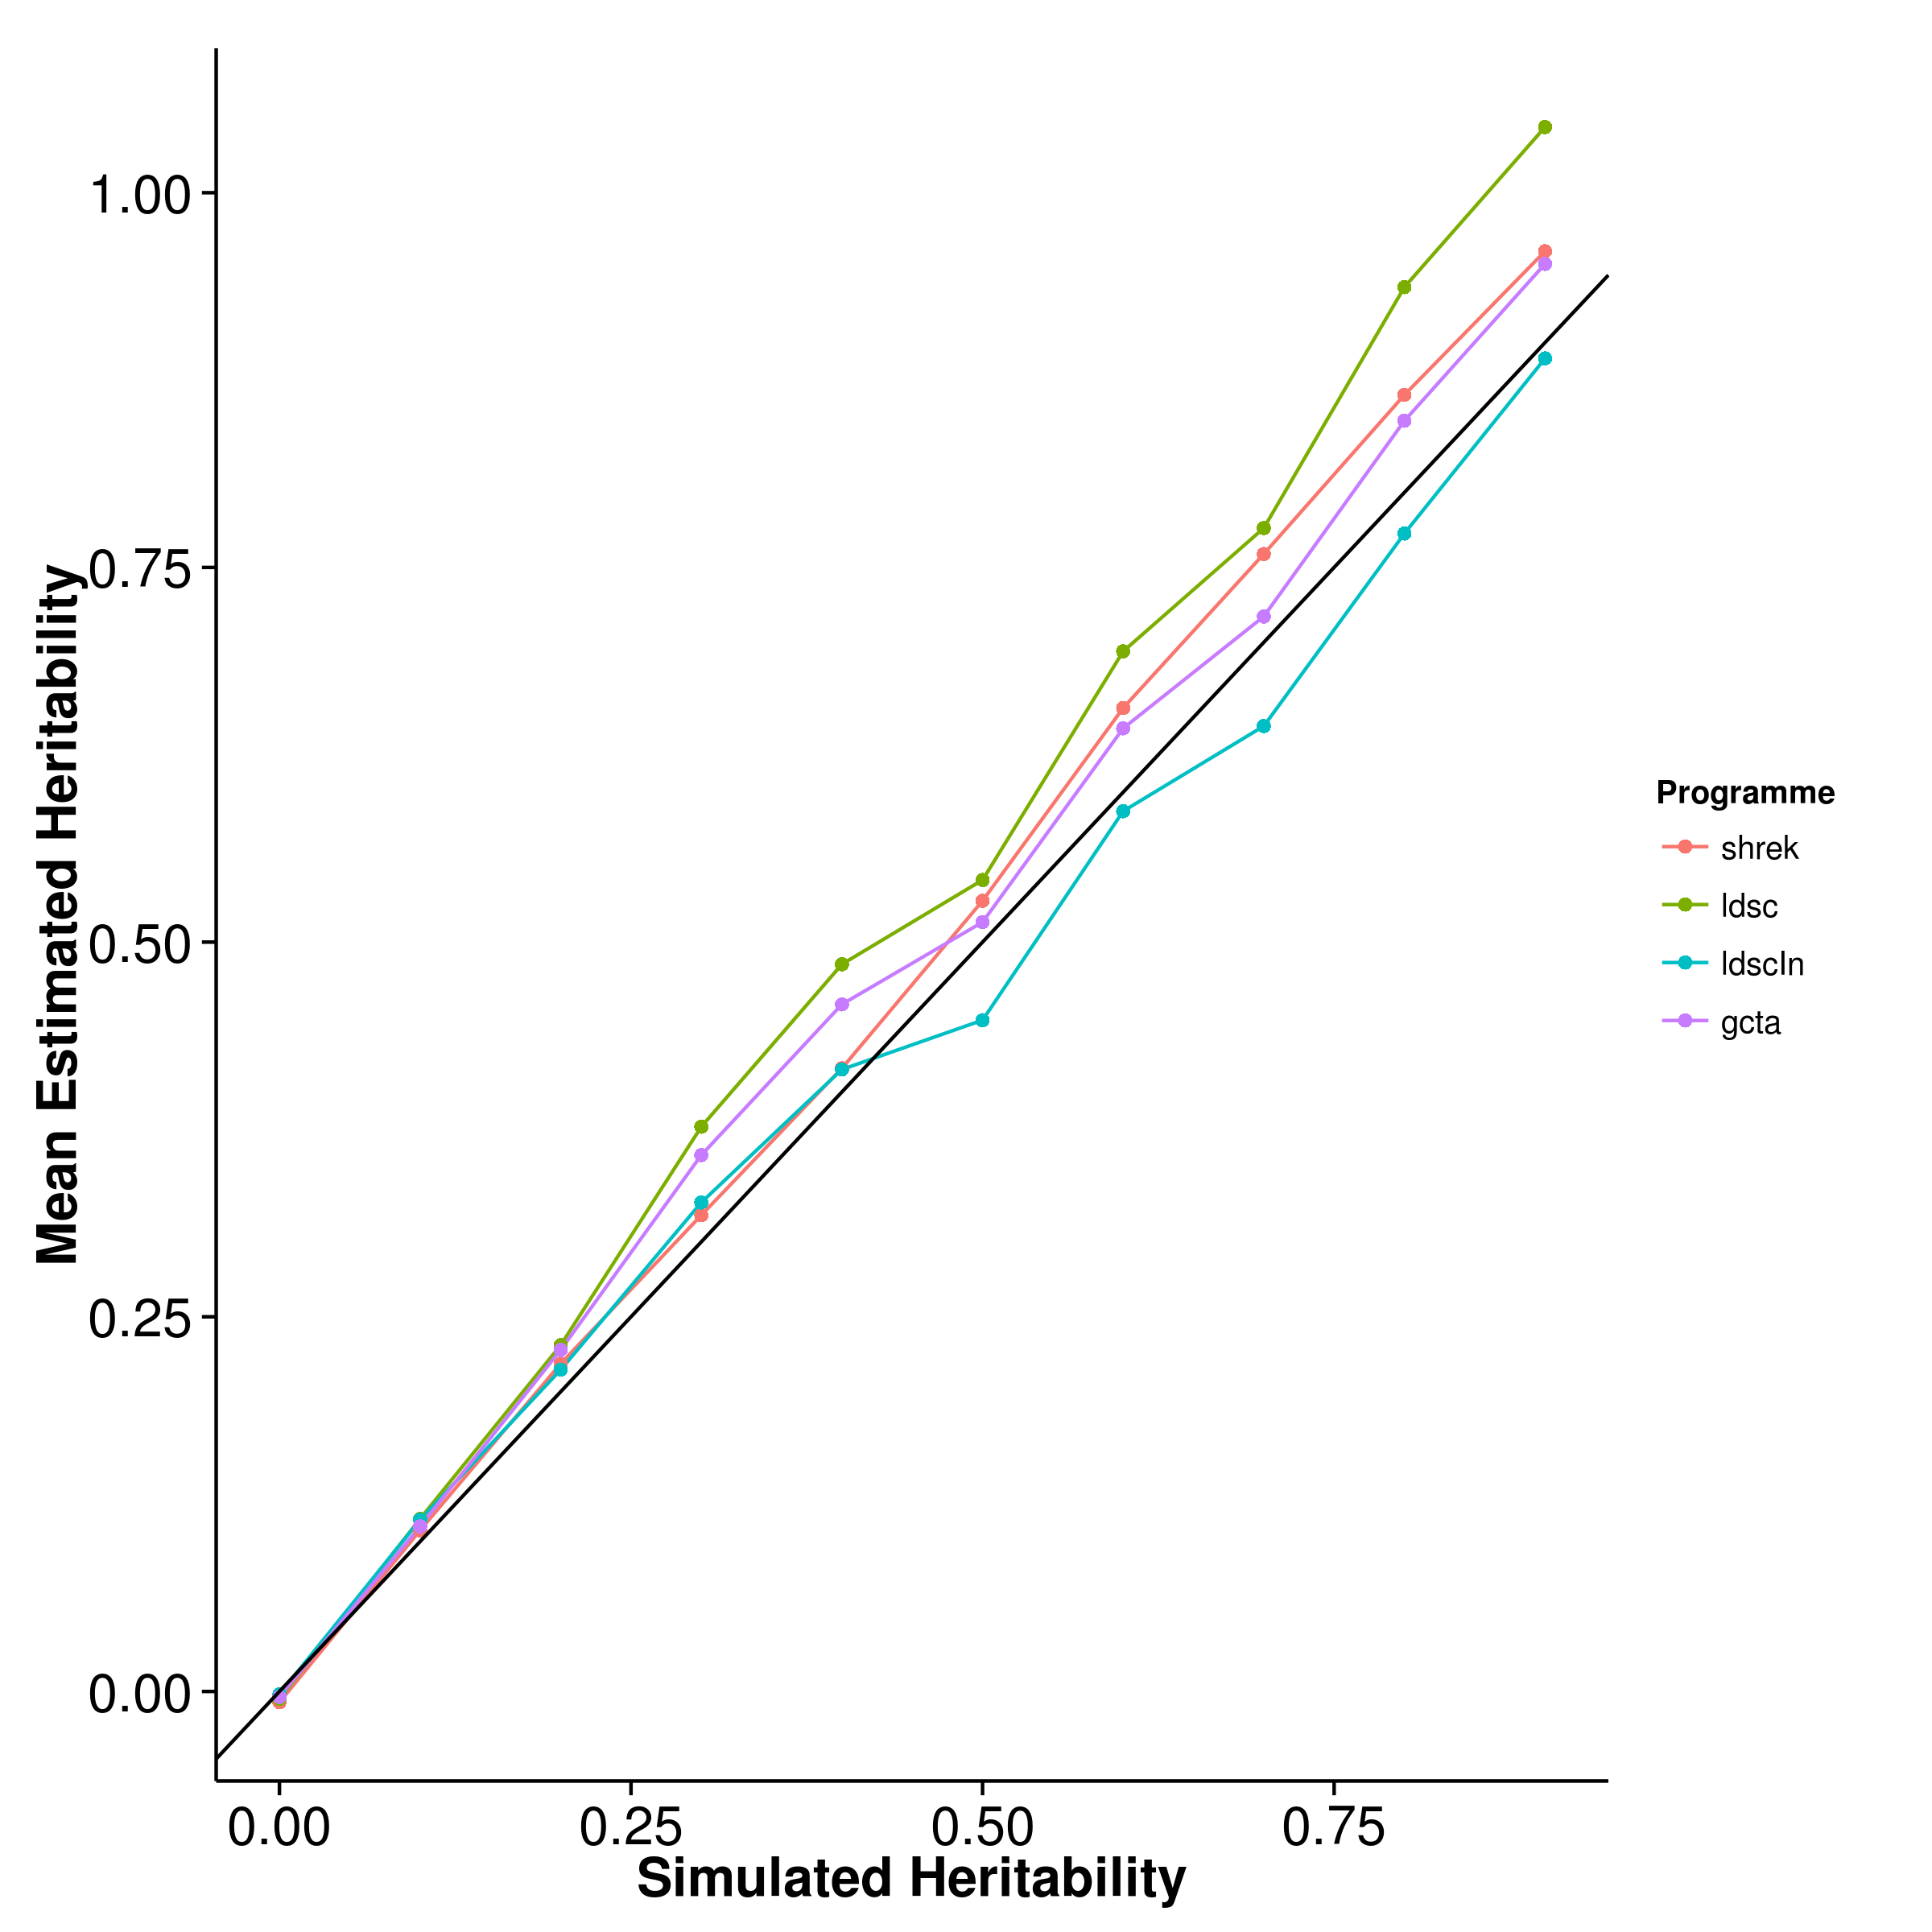 Mean Estimated Heritability
1.00
0.75
0.50
0.25
0.00
0.00 0.25 0.50 0.75
Simulated Heritability
Programme
shrek
ldsc
ldscIn
gcta